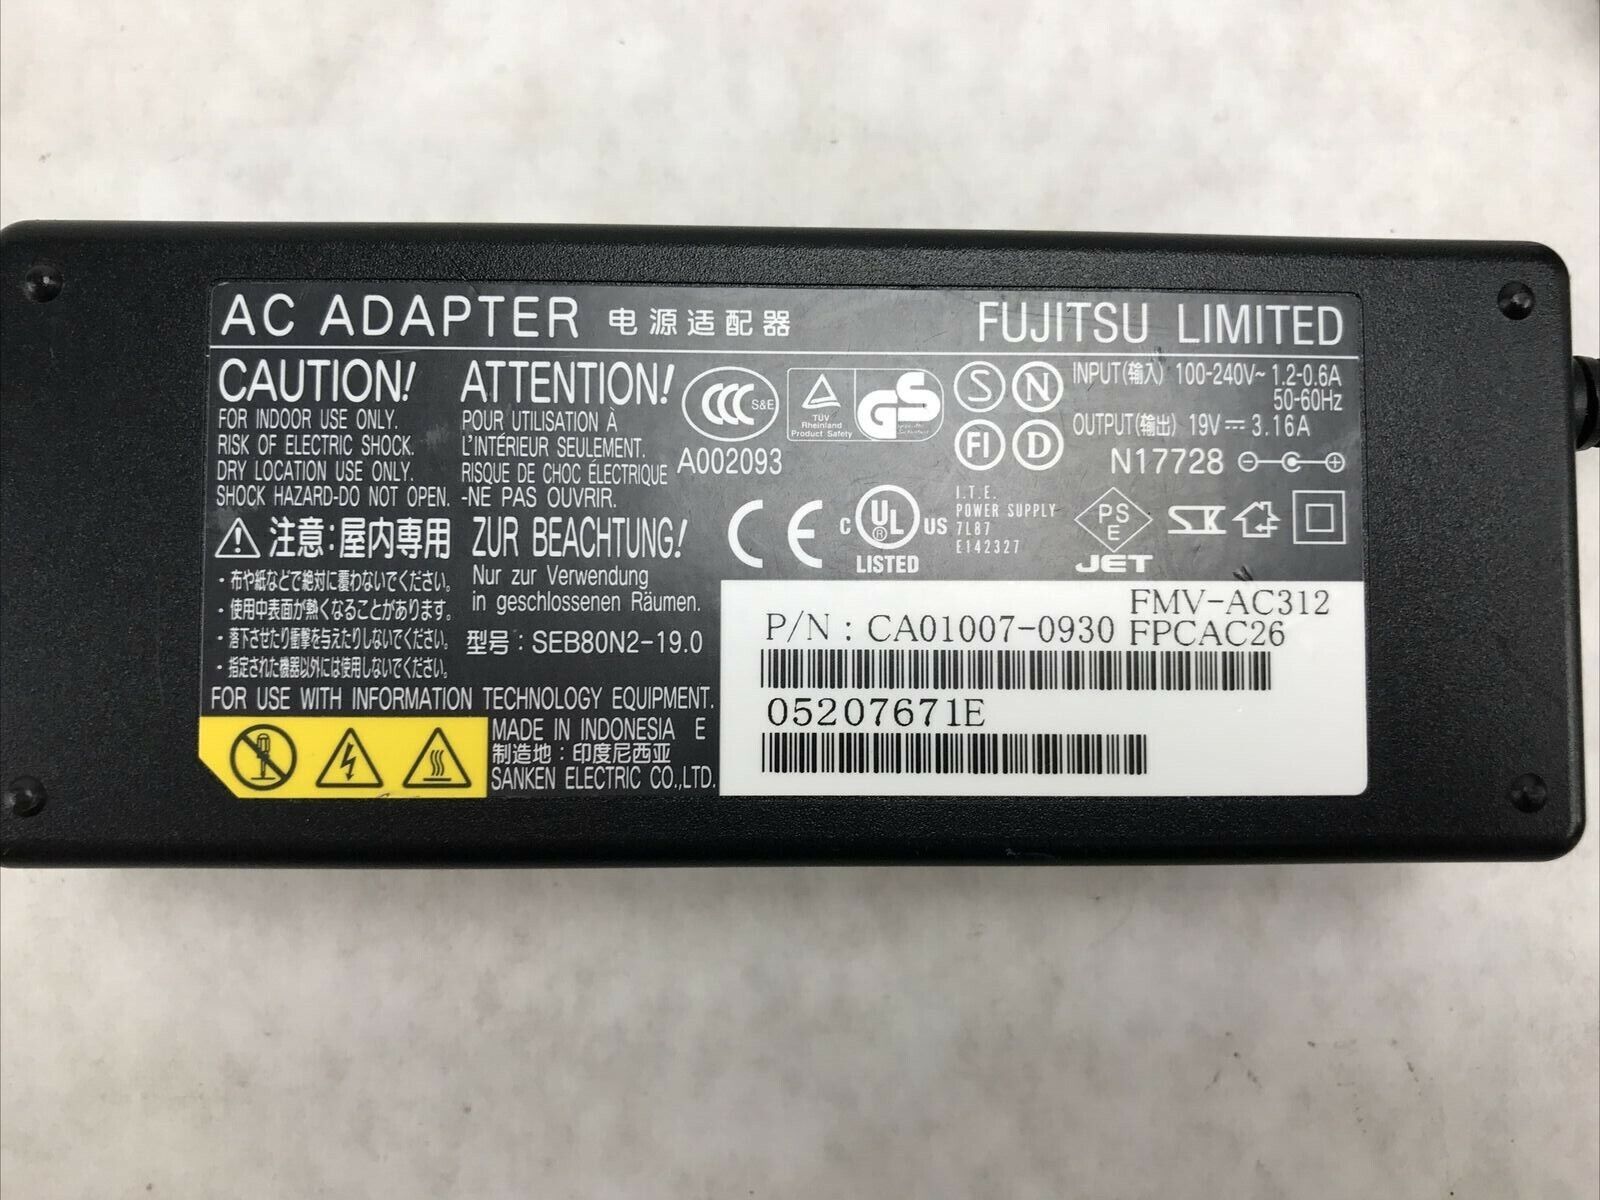 AC ADAPTER 电源适配器
FUJITSU LIMITED
CAUTION!
FOR INDOOR USE ONLY.
RISK OF ELECTRIC SHOCK.
DRY LOCATION USE ONLY.
SHOCK HAZARD-DO NOT OPEN.
ATTENTION!
POUR UTILISATION À
L'INTÉRIEUR SEULEMENT.
RISQUE DE CHOC ÉLECTRIQUE
-NE PAS OUVRIR.
注意:屋内専用
・布や紙などで絶対に覆わないでください。
・使用中表面が熱くなることがあります。
・落下させたり衝撃を与えたりしないでください。
・指定された機器以外には使用しないでください。
ZUR BEACHTUNG!
Nur zur Verwendung
in geschlossenen Räumen.
型号:SEB80N2-19.0
FOR USE WITH INFORMATION TECHNOLOGY EQUIPMENT.
MADE IN INDONESIA E
制造地:印度尼西亚
SANKEN ELECTRIC CO.,LTD.
CCC S&E
A002093
TÜV
Rheinland
Product Safety
GS
S N
FI D
INPUT(输入) 100-240V~ 1.2-0.6A
50-60Hz
OUTPUT(输出) 19V⎓3.16A
N17728
CE
C UL US
®
LISTED
I.T.E.
POWER SUPPLY
7L87
E142327
PS
E
JET
SK
FMV-AC312
P/N : CA01007-0930 FPCAC26
05207671E